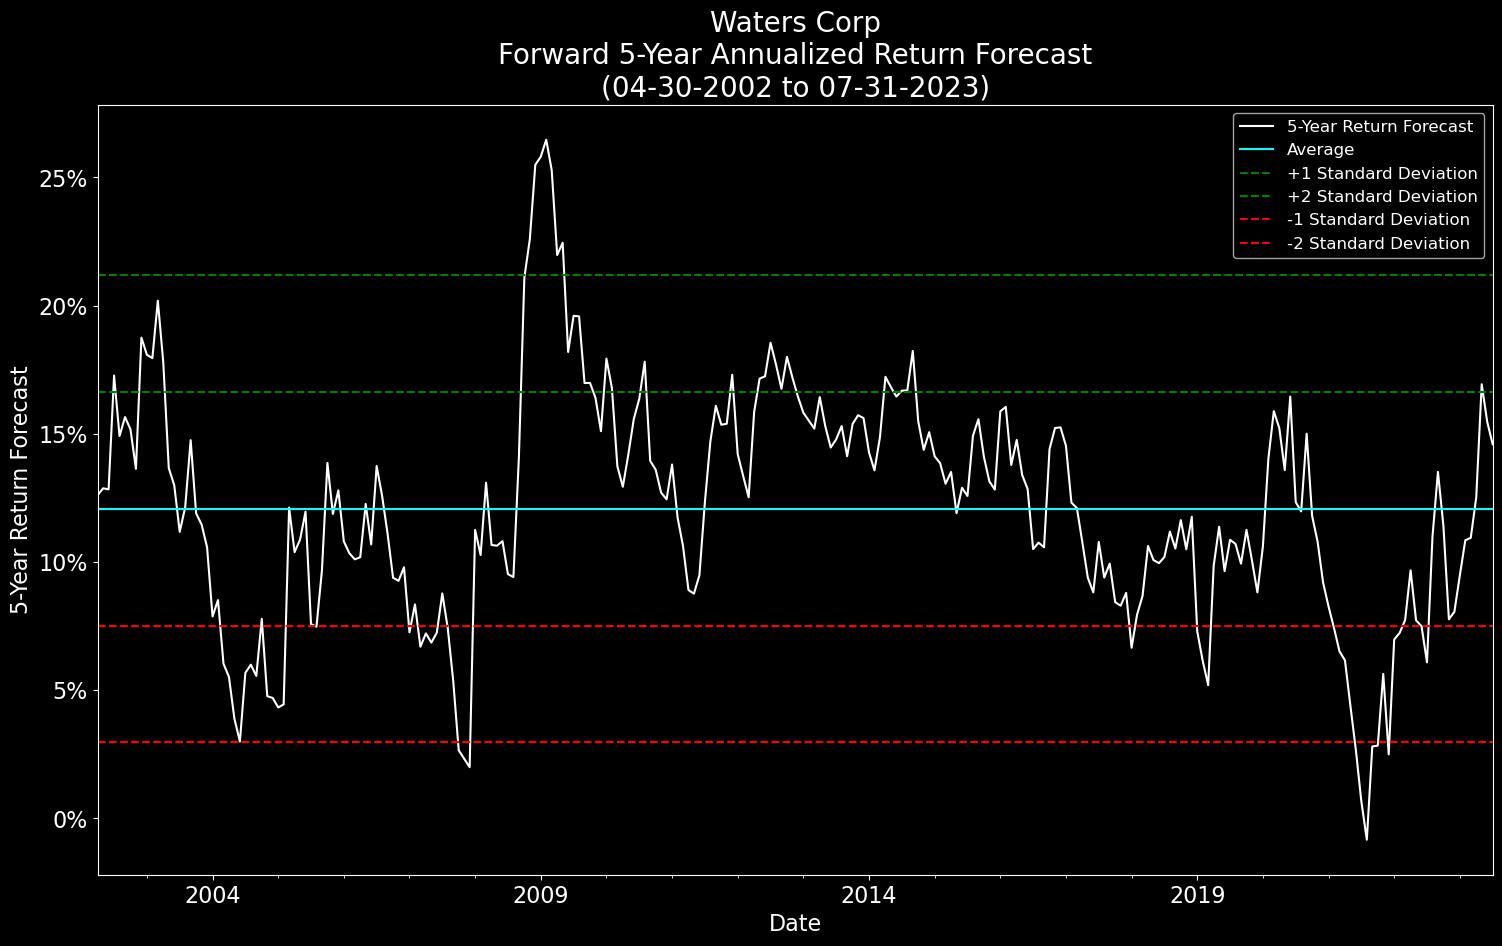 Waters Corp
Forward 5-Year Annualized Return Forecast
(04-30-2002 to 07-31-2023)
5-Year Return Forecast
Average
+1 Standard Deviation
+2 Standard Deviation
-1 Standard Deviation
-2 Standard Deviation
25%
20%
15%
10%
5%
0%
5-Year Return Forecast
2004
2009
2014
2019
Date